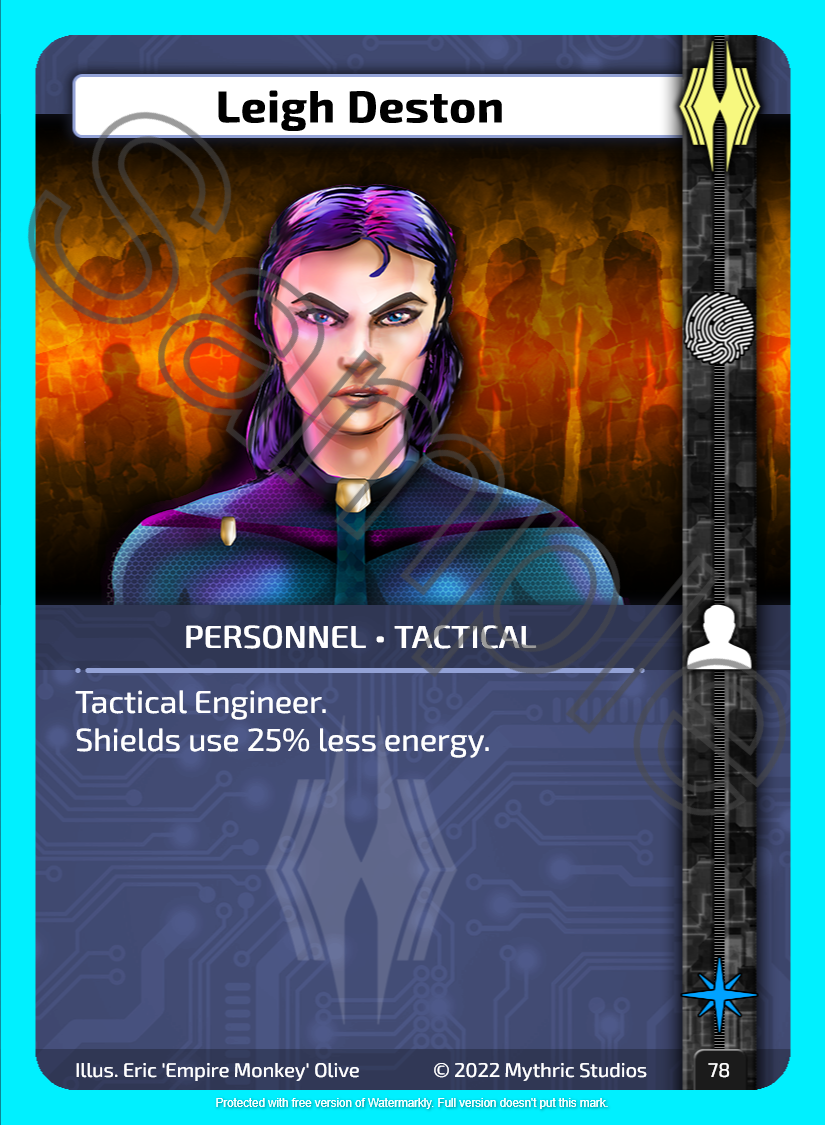 Leigh Deston
Sample
PERSONNEL • TACTICAL
Tactical Engineer.
Shields use 25% less energy.
Illus. Eric 'Empire Monkey' Olive © 2022 Mythric Studios 78
Protected with free version of Watermarkly. Full version doesn't put this mark.